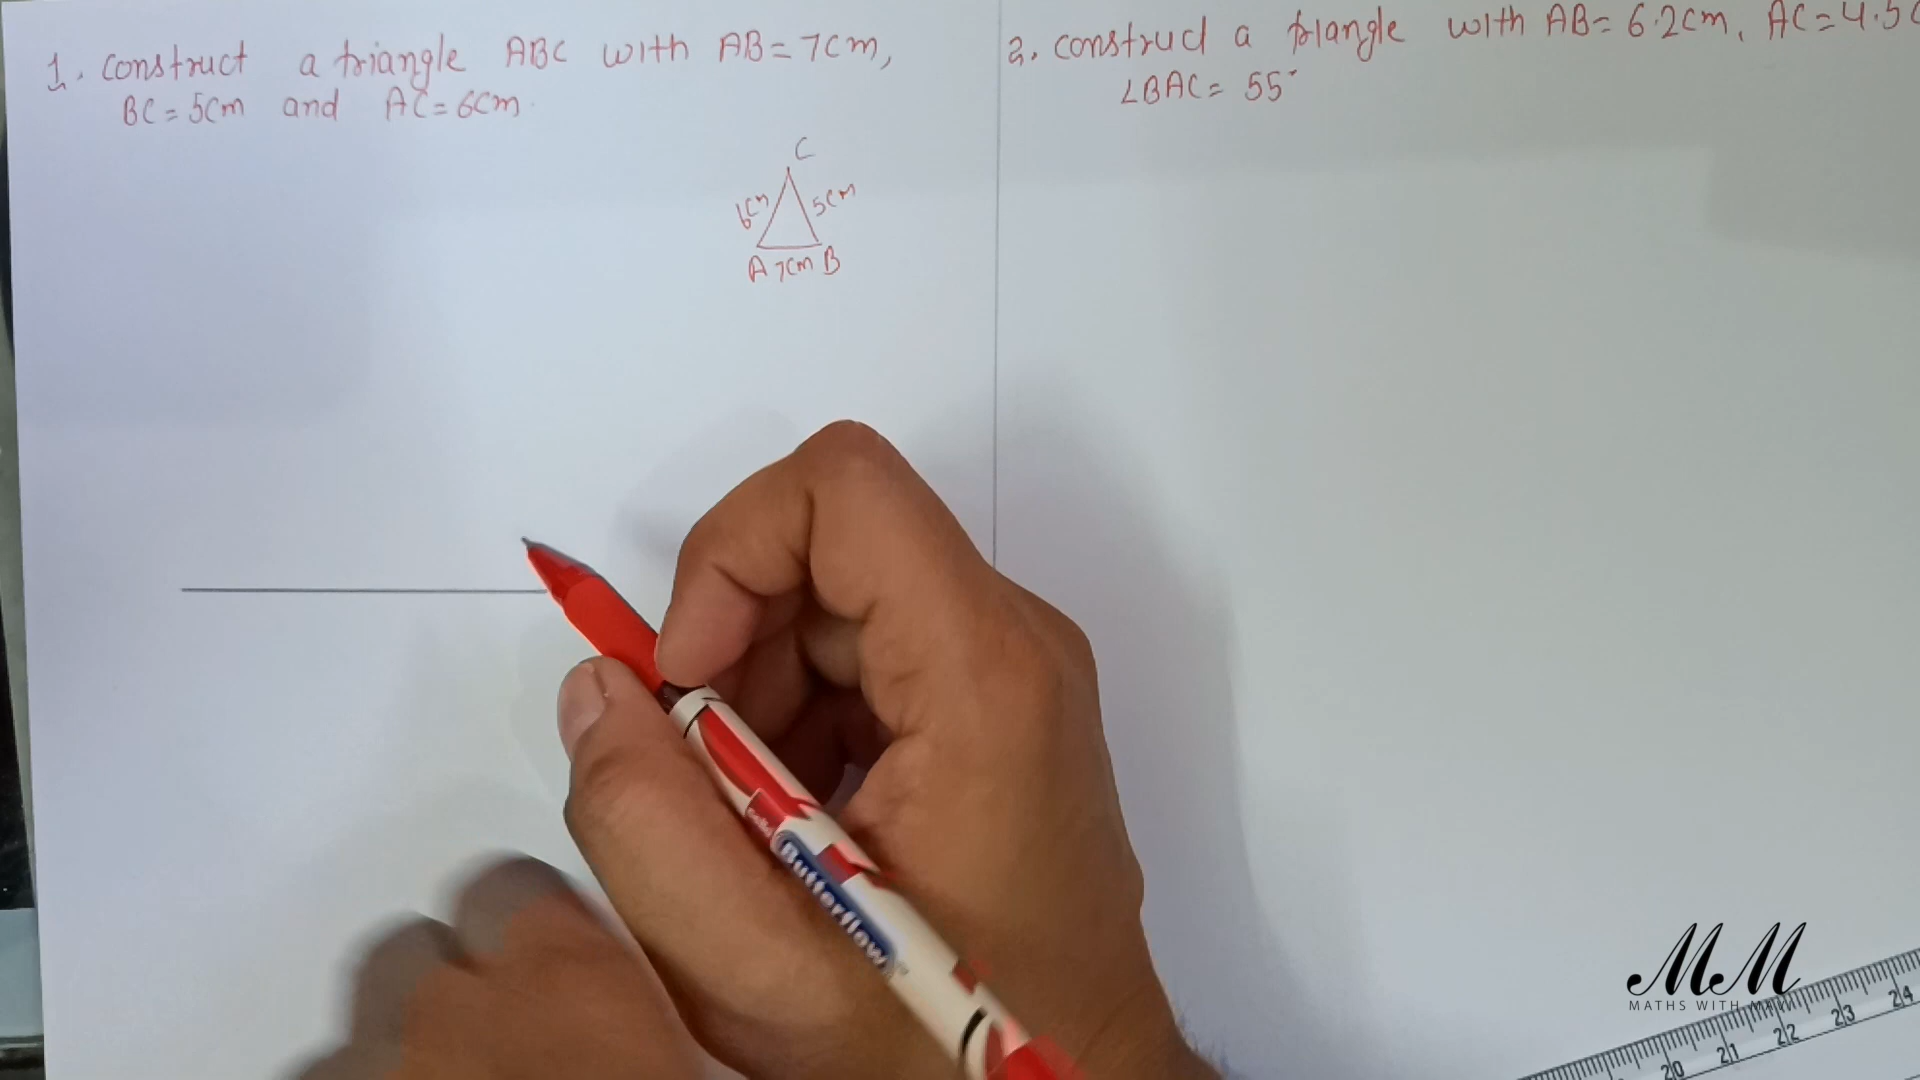 1. construct a triangle ABC with AB = 7cm,
BC = 5cm and AC = 6cm.
C
6cm
5cm
A 7cm B
2. construct a triangle with AB = 6.2cm, AC = 4.5
∠BAC = 55°
Butterflow
MM
MATHS WITH
20 21 22 23 24